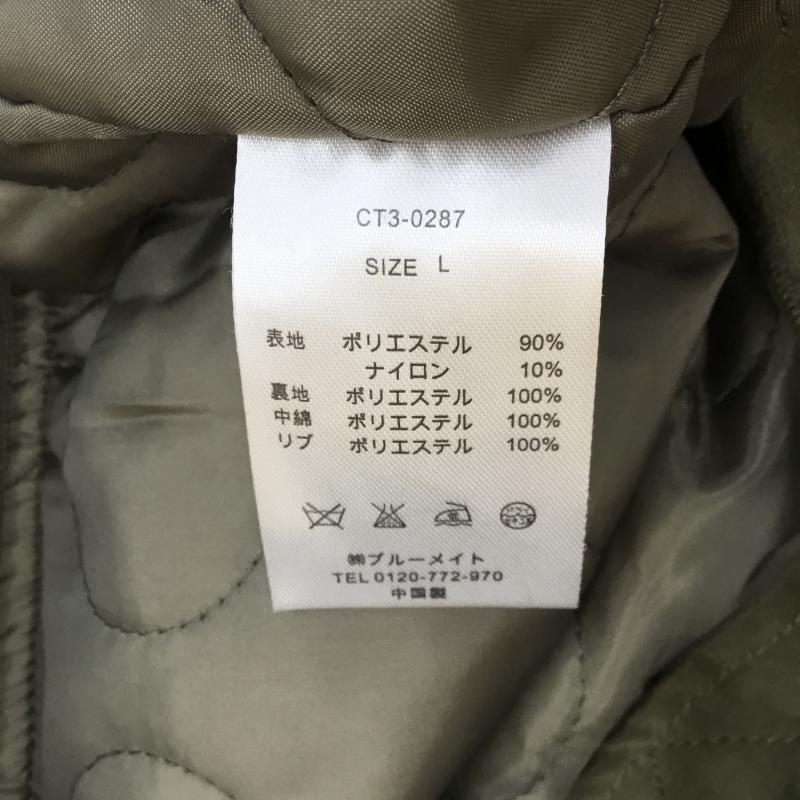 CT3-0287
SIZE L
表地 ポリエステル 90%
ナイロン 10%
裏地 ポリエステル 100%
中綿 ポリエステル 100%
リブ ポリエステル 100%
㈱ブルーメイト
TEL 0120-772-970
中国製